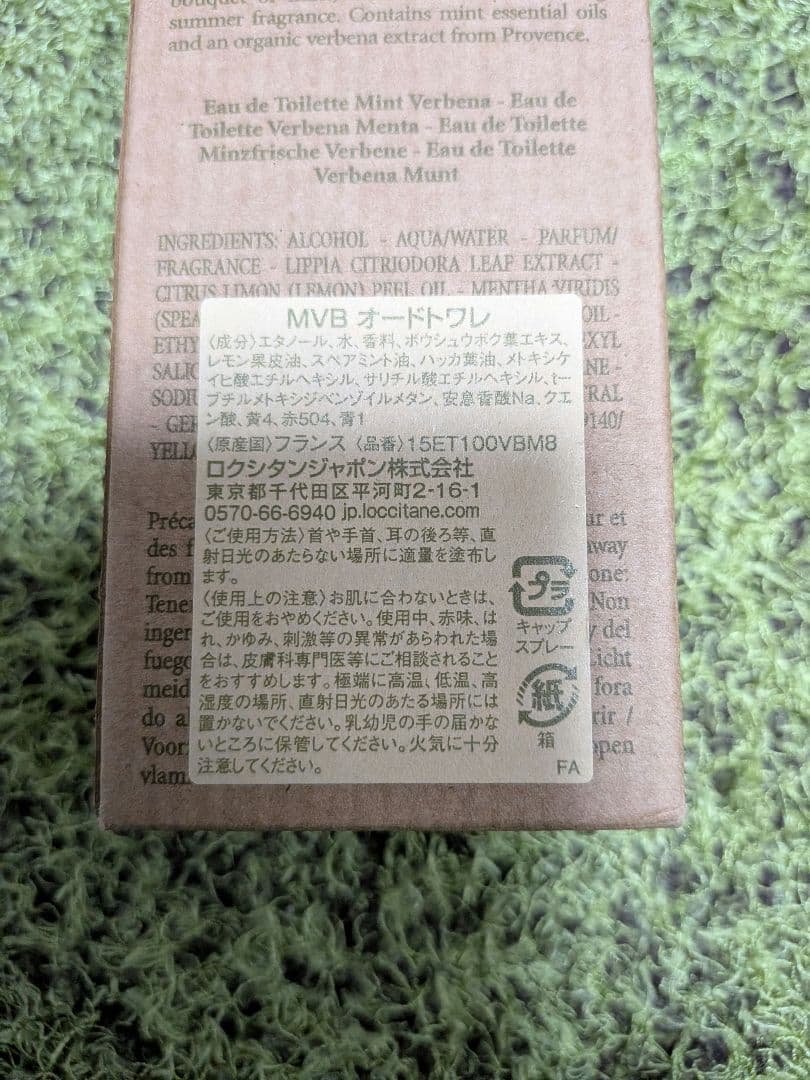 summer fragrance. Contains mint essential oils
and an organic verbena extract from Provence.
Eau de Toilette Mint Verbena - Eau de
Toilette Verbena Menta - Eau de Toilette
Minzfrische Verbene - Eau de Toilette
Verbena Munt
INGREDIENTS: ALCOHOL - AQUA/WATER - PARFUM/
FRAGRANCE - LIPPIA CITRIODORA LEAF EXTRACT -
CITRUS LIMON (LEMON) PEEL OIL - MENTHA VIRIDIS
MVB オードトワレ
〈成分〉エタノール、水、香料、ボウシュウボク葉エキス、
レモン果皮油、スペアミント油、ハッカ葉油、メトキシケ
イヒ酸エチルヘキシル、サリチル酸エチルヘキシル、t-
ブチルメトキシジベンゾイルメタン、安息香酸Na、クエ
ン酸、黄4、赤504、青1
〈原産国〉フランス 〈品番〉15ET100VBM8
ロクシタンジャポン株式会社
東京都千代田区平河町2-16-1
0570-66-6940 jp.loccitane.com
〈ご使用方法〉首や手首、耳の後ろ等、直
射日光のあたらない場所に適量を塗布し
ます。
〈使用上の注意〉お肌に合わないときは、
ご使用をおやめください。使用中、赤味、は
れ、かゆみ、刺激等の異常があらわれた場
合は、皮膚科専門医等にご相談されること
をおすすめします。極端に高温、低温、高
湿度の場所、直射日光のあたる場所には
置かないでください。乳幼児の手の届かな
いところに保管してください。火気に十分
注意してください。
プラ
キャップ
スプレー
紙
箱
FA